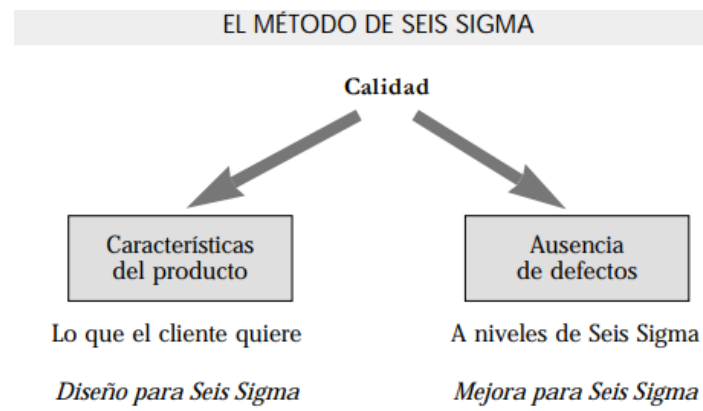 EL MÉTODO DE SEIS SIGMA
Calidad
Características
del producto
Ausencia
de defectos
Lo que el cliente quiere
A niveles de Seis Sigma
Diseño para Seis Sigma
Mejora para Seis Sigma